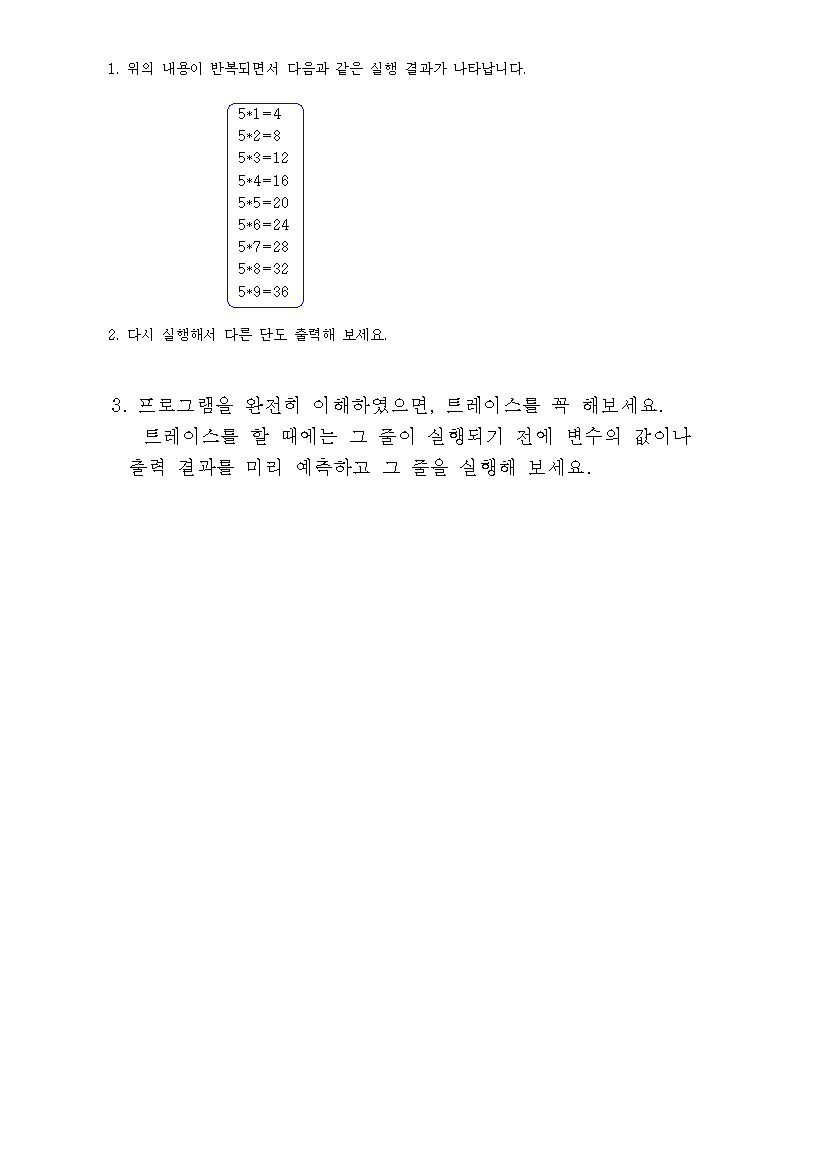 1. 위의 내용이 반복되면서 다음과 같은 실행 결과가 나타납니다.
5*1=4
5*2=8
5*3=12
5*4=16
5*5=20
5*6=24
5*7=28
5*8=32
5*9=36
2. 다시 실행해서 다른 단도 출력해 보세요.
3. 프로그램을 완전히 이해하였으면, 트레이스를 꼭 해보세요.
트레이스를 할 때에는 그 줄이 실행되기 전에 변수의 값이나
출력 결과를 미리 예측하고 그 줄을 실행해 보세요.